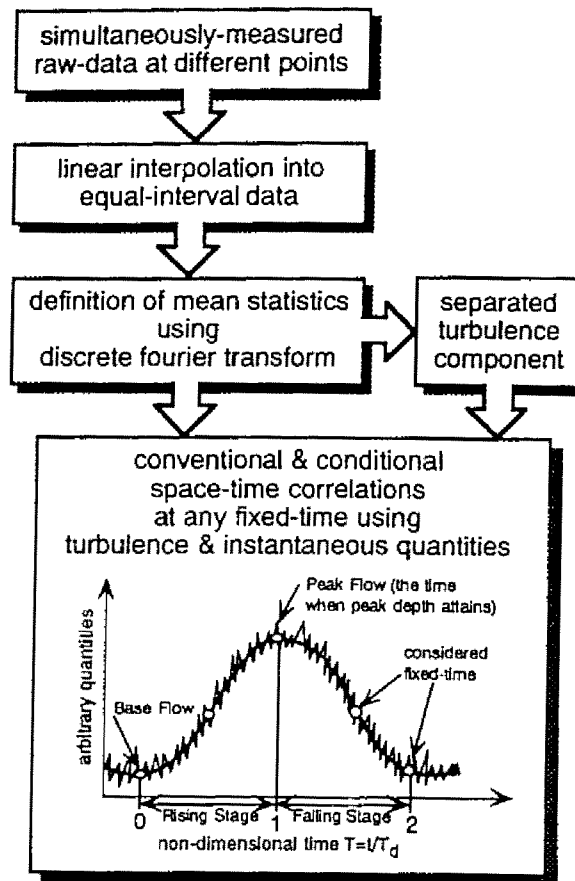 simultaneously-measured
raw-data at different points
linear interpolation into
equal-interval data
definition of mean statistics
using
discrete fourier transform
separated
turbulence
component
conventional & conditional
space-time correlations
at any fixed-time using
turbulence & instantaneous quantities
Peak Flow (the time
when peak depth attains)
considered
fixed-time
Base Flow
arbitrary quantities
Rising Stage
Falling Stage
0
1
2
non-dimensional time T=t/Td